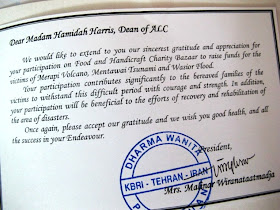 Dear Madam Hamidah Harris, Dean of ALC
We would like to extend you our sincerest gratitude and appreciation for
your participation on Food and Handicraft Charity Bazaar to raise funds for the
victims of Merapi Volcano, Mentawai Tsunami and Wasior Flood.
Your participation contributes significantly to the bereaved families of the
victims to withstand this difficult period with courage and strength. In addition,
your participation will be beneficial to the efforts of recovery and rehabilitation of
the area of disasters.
Once again, please accept our gratitude and we wish you good health, and all
the success in your Endeavour.
President,
DHARMA WANITA
KBRI - TEHRAN - IRAN
Mrs. Wiranataatmadja